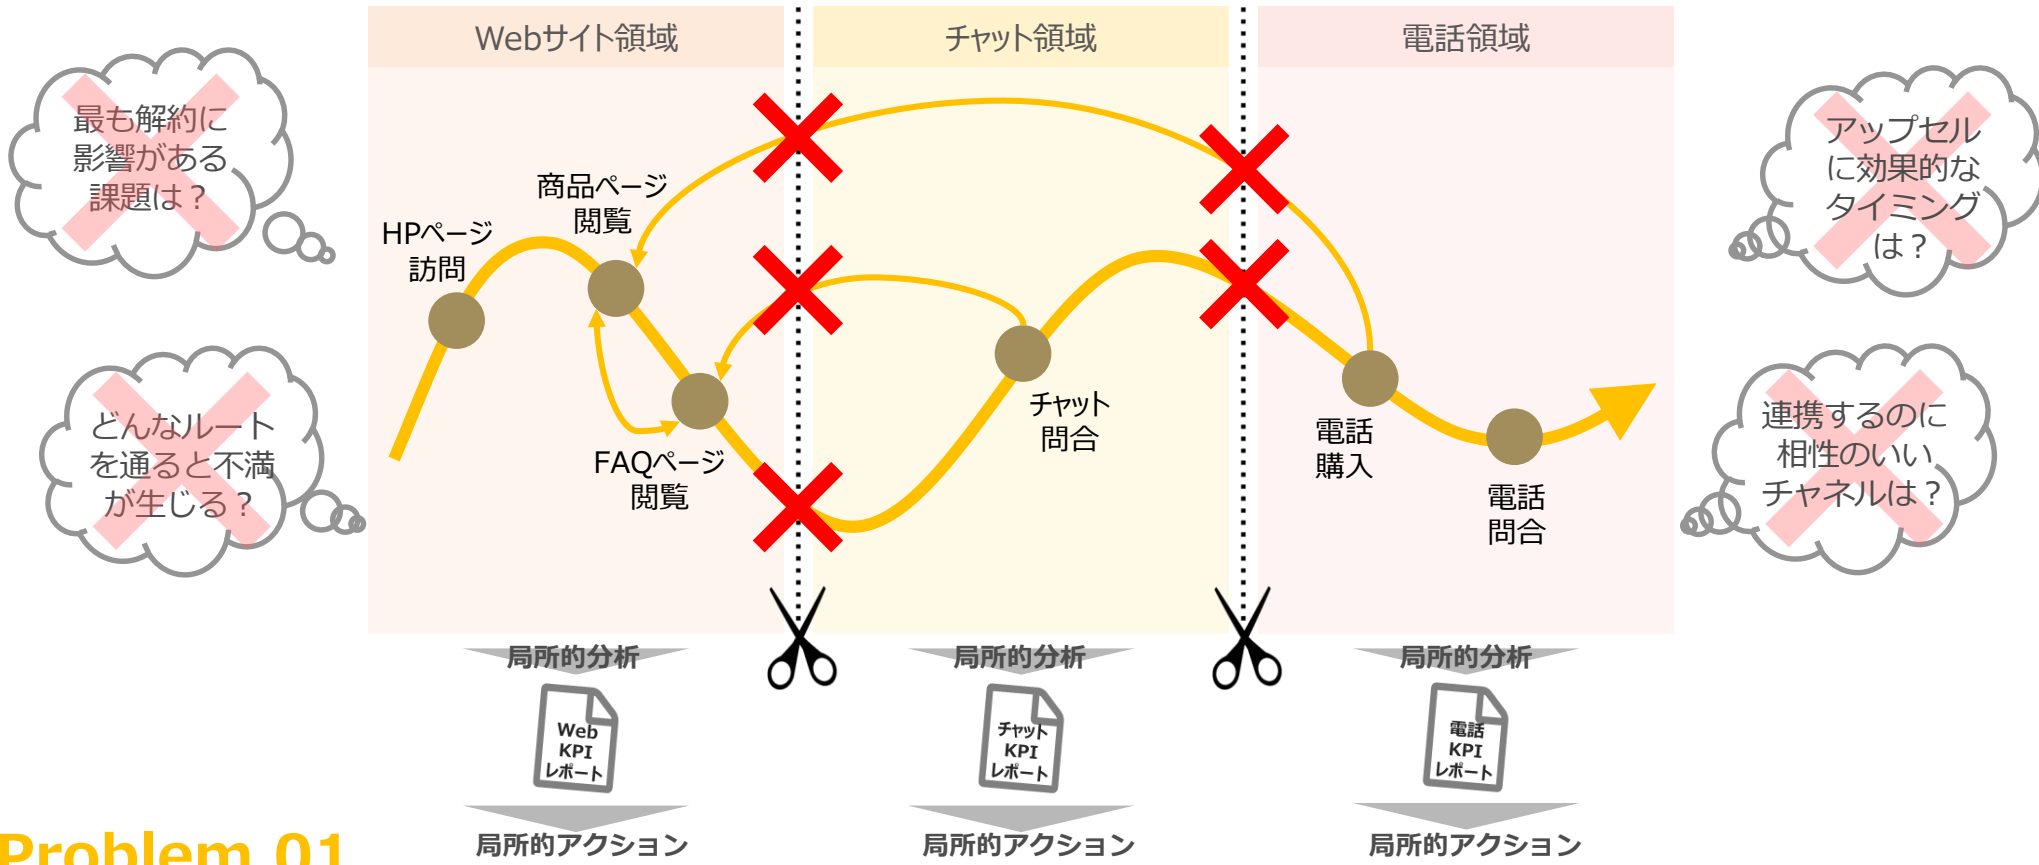 Webサイト領域
チャット領域
電話領域
最も解約に
影響がある
課題は？
アップセル
に効果的な
タイミング
は？
商品ページ
閲覧
HPページ
訪問
どんなルート
を通ると不満
が生じる？
連携するのに
相性のいい
チャネルは？
FAQページ
閲覧
チャット
問合
電話
購入
電話
問合
局所的分析
局所的分析
局所的分析
Web
KPI
レポート
チャット
KPI
レポート
電話
KPI
レポート
局所的アクション
局所的アクション
局所的アクション
Problem 01